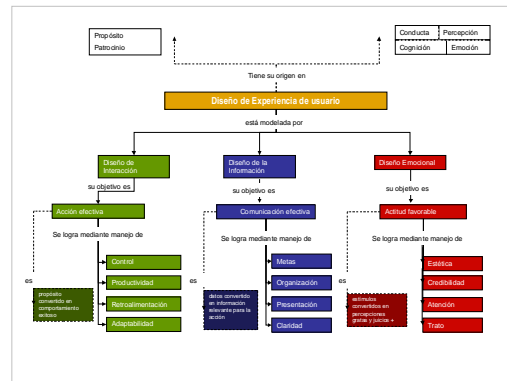 Propósito
Patrocinio
Conducta
Percepción
Cognición
Emoción
Tiene su origen en
Diseño de Experiencia de usuario
está modelada por
Diseño de
Interacción
Diseño de la
Información
Diseño Emocional
su objetivo es
su objetivo es
su objetivo es
Acción efectiva
Comunicación efectiva
Actitud favorable
Se logra mediante manejo de
Se logra mediante manejo de
Se logra mediante manejo de
es
Control
Productividad
Retroalimentación
Adaptabilidad
propósito
convertido en
comportamiento
exitoso
es
Metas
Organización
Presentación
Claridad
datos convertido
en información
relevante para la
acción
es
Estética
Credibilidad
Atención
Trato
estímulos
convertidos en
percepciones
gratas y juicios +